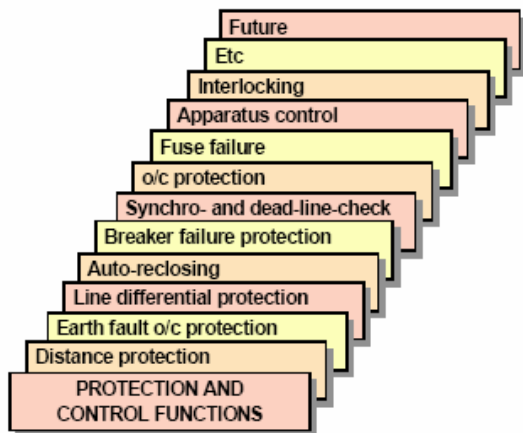 Future
Etc
Interlocking
Apparatus control
Fuse failure
o/c protection
Synchro- and dead-line-check
Breaker failure protection
Auto-reclosing
Line differential protection
Earth fault o/c protection
Distance protection
PROTECTION AND
CONTROL FUNCTIONS